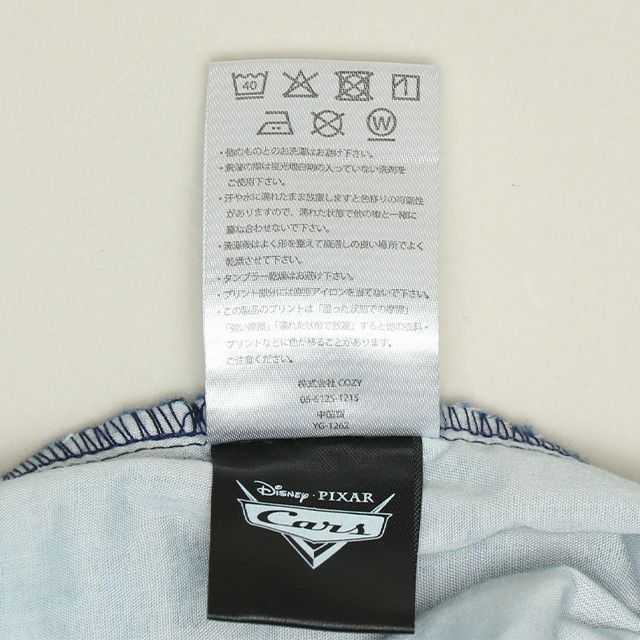 40
W
・他のものとのお洗濯はお避け下さい。
・洗濯の際は蛍光増白剤の入っていない洗剤を
ご使用下さい。
・汗や水に濡れたまま放置しますと色移りの可能性
がありますので、濡れた状態で他の物と一緒に
重ね合わせないで下さい。
・洗濯後はよく形を整えて風通しの良い場所でよく
乾燥させて下さい。
・タンブラー乾燥はお避け下さい。
・プリント部分には直接アイロンを当てないで下さい。
・この製品のプリントは「湿った状態での摩擦」
「強い摩擦」「濡れた状態で放置」すると他の衣料・
プリントなどに色が移ることがあります。
ご注意ください。
株式会社 COZY
06-6125-1215
中国製
YG-1262
Disney · PIXAR
Cars